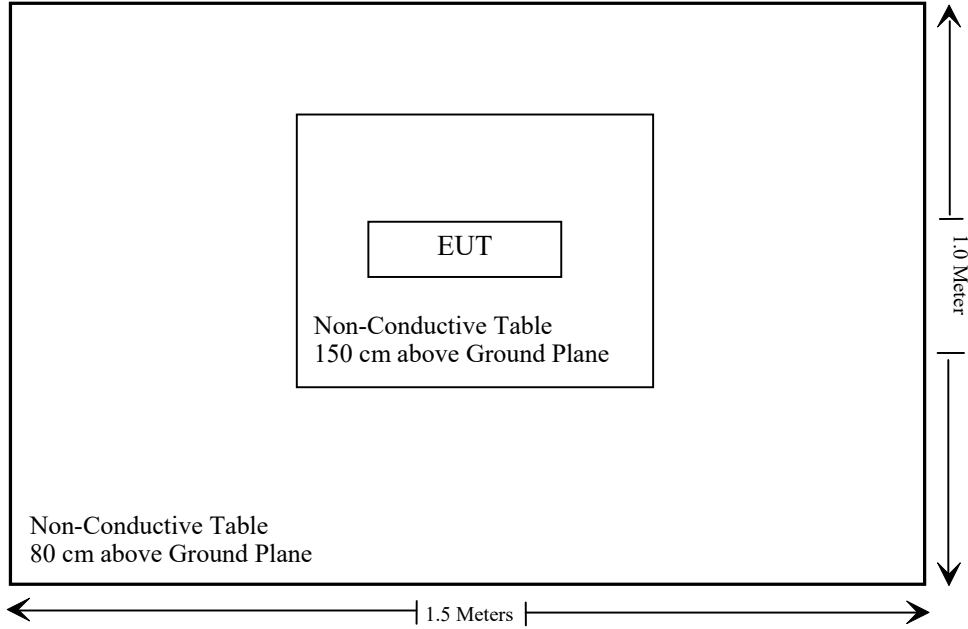 EUT
Non-Conductive Table
150 cm above Ground Plane
1.0 Meter
Non-Conductive Table
80 cm above Ground Plane
1.5 Meters